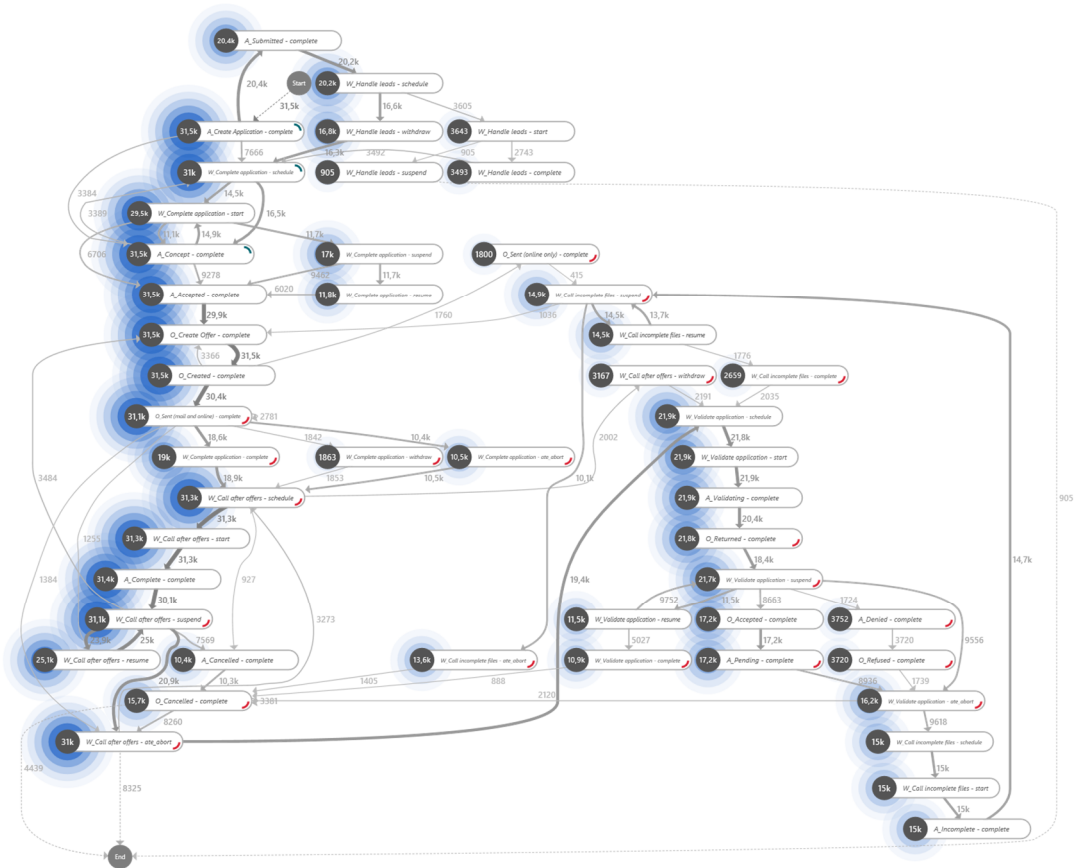 20,4k A_Submitted - complete
20,2k
Start
20,2k W_Handle leads - schedule
20,4k
31,5k
16,6k
3605
31,5k A_Create Application - complete
16,8k W_Handle leads - withdraw
3643 W_Handle leads - start
7666
16,3k
3492
905
2743
31k W_Complete application - schedule
905 W_Handle leads - suspend
3493 W_Handle leads - complete
3384
14,5k
3389
29,5k W_Complete application - start
16,5k
14,9k
11,7k
6706
31,5k A_Concept - complete
17k W_Complete application - suspend
1800 O_Sent (online only) - complete
9278
9462
11,7k
415
6020
31,5k A_Accepted - complete
11,8k W_Complete application - resume
14,9k W_Call incomplete files - suspend
29,9k
1760
1036
14,5k
13,7k
31,5k O_Create Offer - complete
14,5k W_Call incomplete files - resume
3366
31,5k
1776
31,5k O_Created - complete
3167 W_Call after offers - withdraw
2659 W_Call incomplete files - complete
30,4k
2191
2035
31,1k O_Sent (mail and online) - complete
2781
21,9k W_Validate application - schedule
18,6k
1842
10,4k
2002
21,8k
19k W_Complete application - complete
1863 W_Complete application - withdraw
10,5k W_Complete application - ate_abort
21,9k W_Validate application - start
3484
18,9k
1853
10,5k
10,1k
21,9k
31,3k W_Call after offers - schedule
21,9k A_Validating - complete
905
31,3k
20,4k
1255
31,3k W_Call after offers - start
21,8k O_Returned - complete
31,3k
18,4k
14,7k
1384
927
19,4k
31,4k A_Complete - complete
21,7k W_Validate application - suspend
30,1k
9752
11,5k
8663
1724
31,1k W_Call after offers - suspend
3273
11,5k W_Validate application - resume
17,2k O_Accepted - complete
3752 A_Denied - complete
25k
7569
5027
17,2k
3720
9556
25,1k W_Call after offers - resume
10,4k A_Cancelled - complete
13,6k W_Call incomplete files - ate_abort
10,9k W_Validate application - complete
17,2k A_Pending - complete
3720 O_Refused - complete
20,9k
10,3k
1405
888
8936
1739
15,7k O_Cancelled - complete
3381
2120
16,2k W_Validate application - ate_abort
8260
9618
31k W_Call after offers - ate_abort
15k W_Call incomplete files - schedule
4439
15k
8325
15k W_Call incomplete files - start
15k
15k A_Incomplete - complete
End